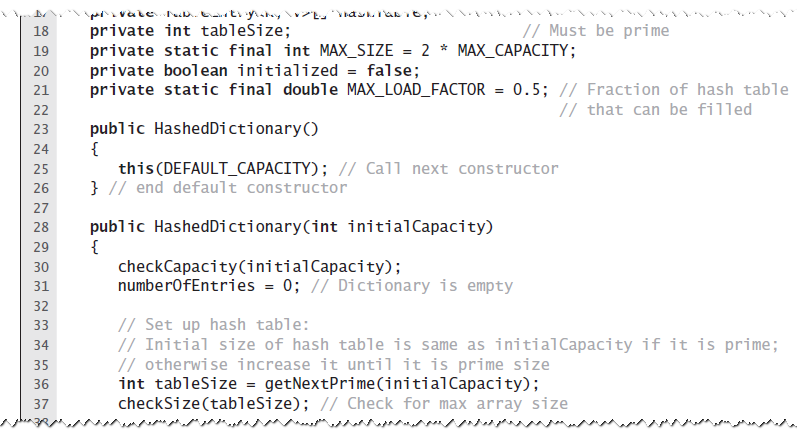 18 private int tableSize; // Must be prime
19 private static final int MAX_SIZE = 2 * MAX_CAPACITY;
20 private boolean initialized = false;
21 private static final double MAX_LOAD_FACTOR = 0.5; // Fraction of hash table
22 // that can be filled
23 public HashedDictionary()
24 {
25 this(DEFAULT_CAPACITY); // Call next constructor
26 } // end default constructor
27
28 public HashedDictionary(int initialCapacity)
29 {
30 checkCapacity(initialCapacity);
31 numberOfEntries = 0; // Dictionary is empty
32
33 // Set up hash table:
34 // Initial size of hash table is same as initialCapacity if it is prime;
35 // otherwise increase it until it is prime size
36 int tableSize = getNextPrime(initialCapacity);
37 checkSize(tableSize); // Check for max array size